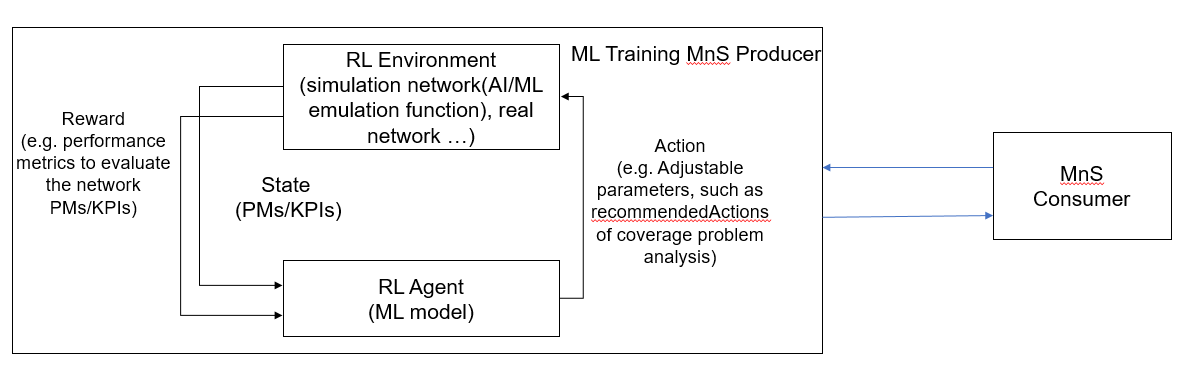 RL Environment
(simulation network(AI/ML
emulation function), real
network …)
ML Training MnS Producer
Reward
(e.g. performance
metrics to evaluate
the network
PMs/KPIs)
State
(PMs/KPIs)
Action
(e.g. Adjustable
parameters, such as
recommendedActions
of coverage problem
analysis)
MnS
Consumer
RL Agent
(ML model)